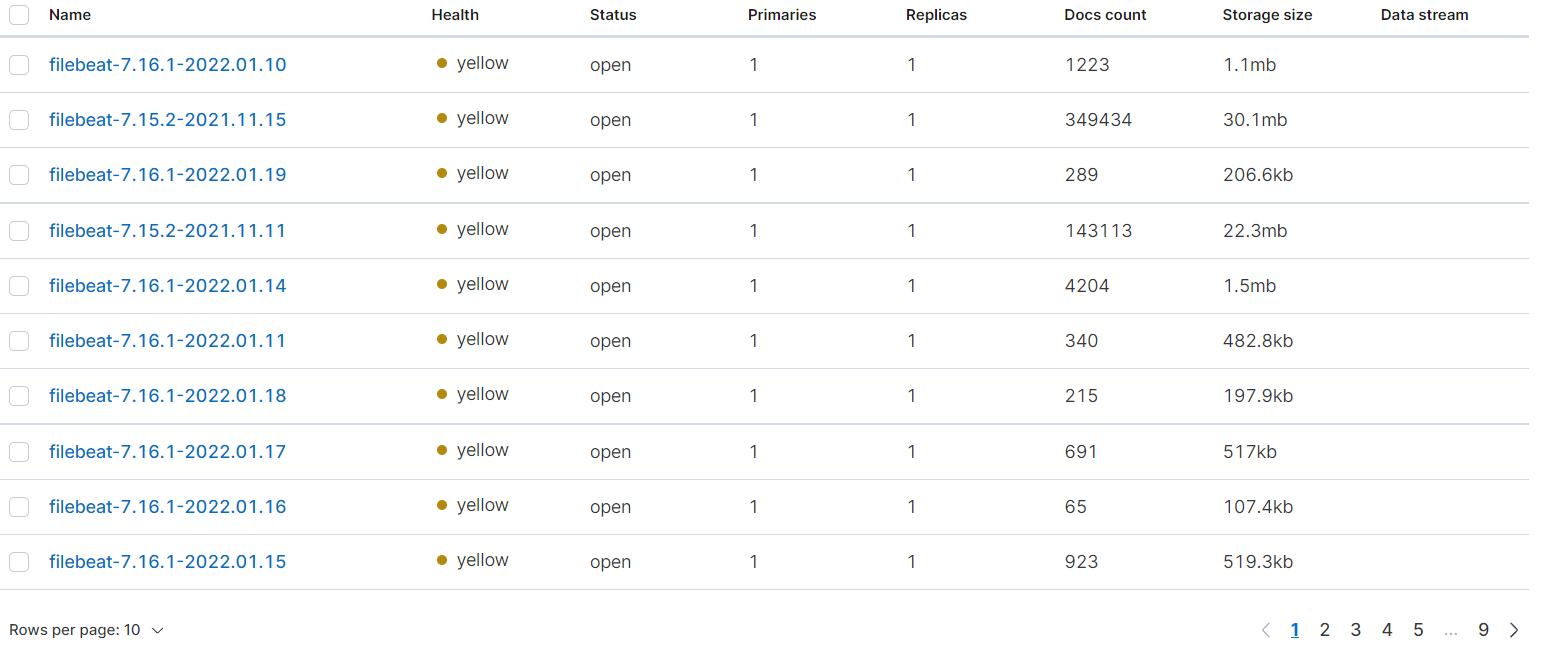 Name Health Status Primaries Replicas Docs count Storage size Data stream
filebeat-7.16.1-2022.01.10 yellow open 1 1 1223 1.1mb
filebeat-7.15.2-2021.11.15 yellow open 1 1 349434 30.1mb
filebeat-7.16.1-2022.01.19 yellow open 1 1 289 206.6kb
filebeat-7.15.2-2021.11.11 yellow open 1 1 143113 22.3mb
filebeat-7.16.1-2022.01.14 yellow open 1 1 4204 1.5mb
filebeat-7.16.1-2022.01.11 yellow open 1 1 340 482.8kb
filebeat-7.16.1-2022.01.18 yellow open 1 1 215 197.9kb
filebeat-7.16.1-2022.01.17 yellow open 1 1 691 517kb
filebeat-7.16.1-2022.01.16 yellow open 1 1 65 107.4kb
filebeat-7.16.1-2022.01.15 yellow open 1 1 923 519.3kb
Rows per page: 10 1 2 3 4 5 ... 9